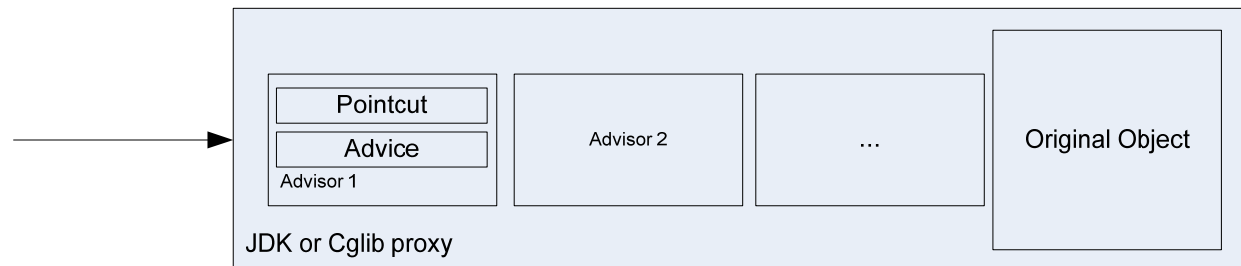 Pointcut
Advice
Advisor 1
Advisor 2
...
Original Object
JDK or Cglib proxy